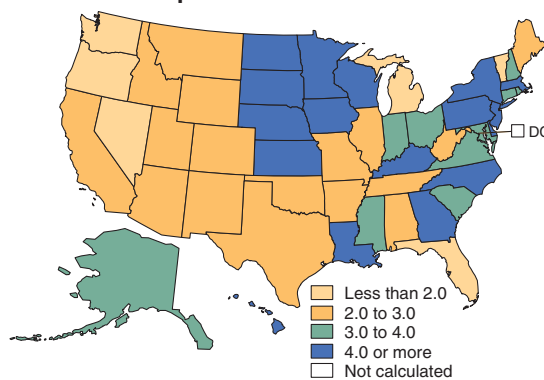 DC
Less than 2.0
2.0 to 3.0
3.0 to 4.0
4.0 or more
Not calculated